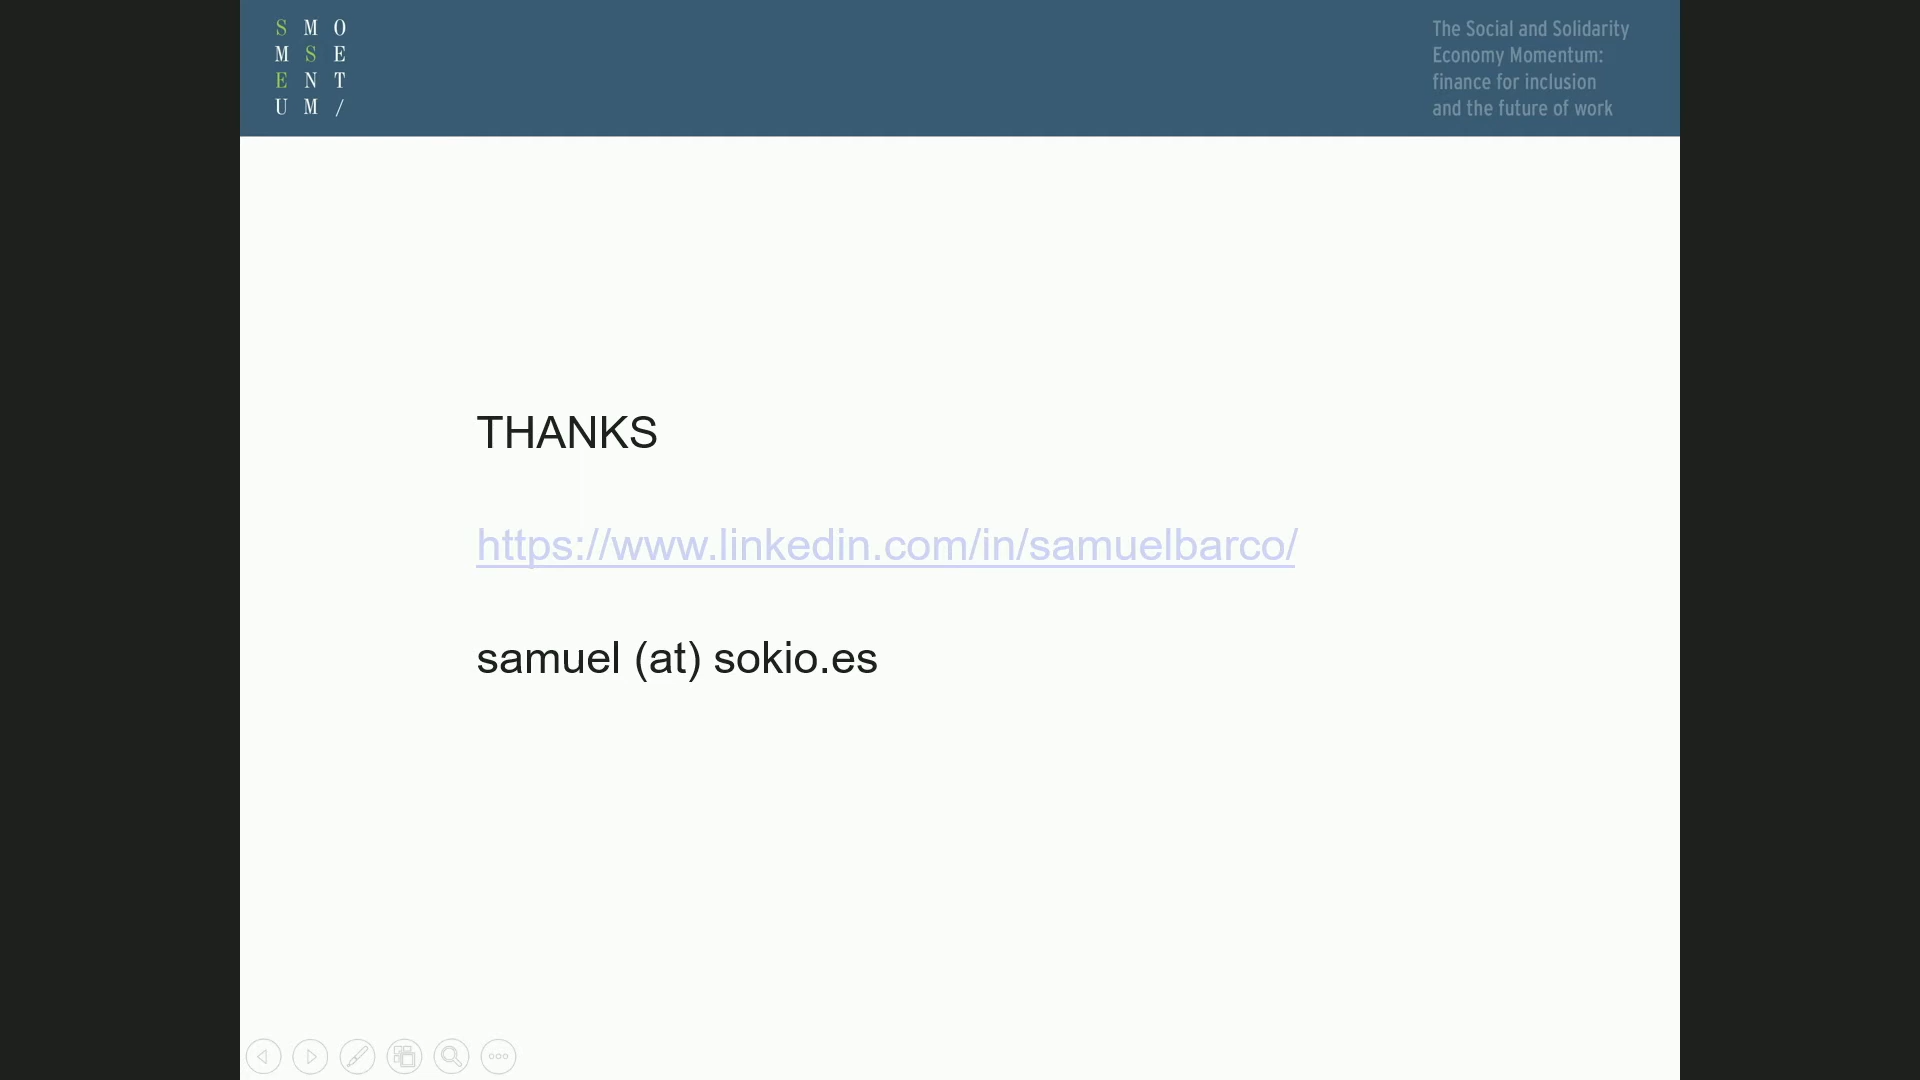 S M O
M S E
E N T
U M /
The Social and Solidarity
Economy Momentum:
finance for inclusion
and the future of work
THANKS
https://www.linkedin.com/in/samuelbarco/
samuel (at) sokio.es